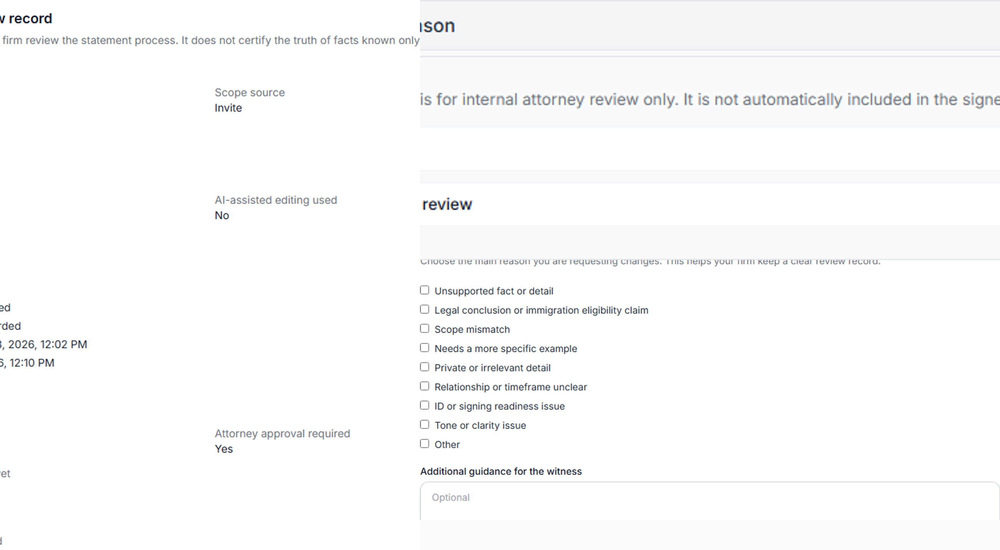 record
firm review the statement process. It does not certify the truth of facts known only
Scope source
Invite
AI-assisted editing used
No
2026, 12:02 PM
12:10 PM
Attorney approval required
Yes
is for internal attorney review only. It is not automatically included in the
review
Choose the main reason you are requesting changes. This helps your firm keep a clear review record.
Unsupported fact or detail
Legal conclusion or immigration eligibility claim
Scope mismatch
Needs a more specific example
Private or irrelevant detail
Relationship or timeframe unclear
ID or signing readiness issue
Tone or clarity issue
Other
Additional guidance for the witness
Optional